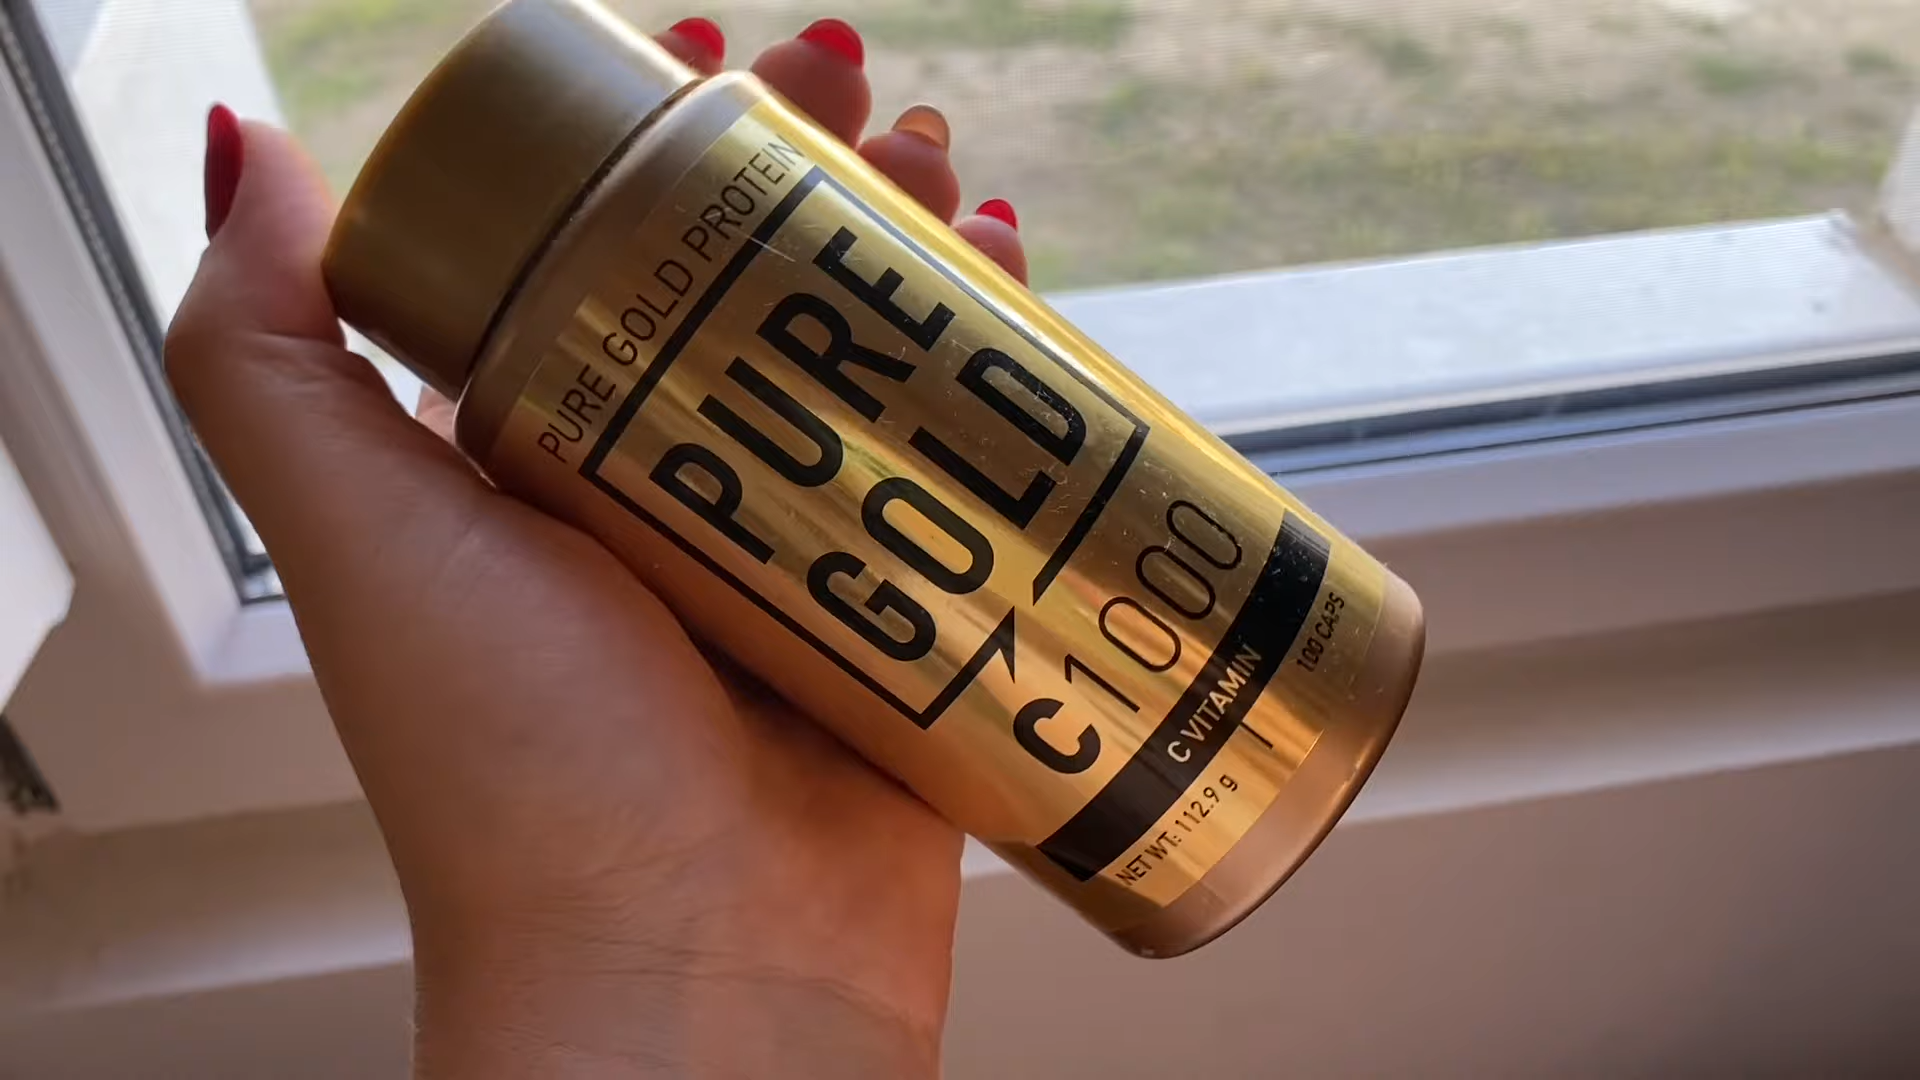 PURE GOLD PROTEIN
PURE
GOLD
C1000
C VITAMIN
NET WT: 112.9 g
100 CAPS